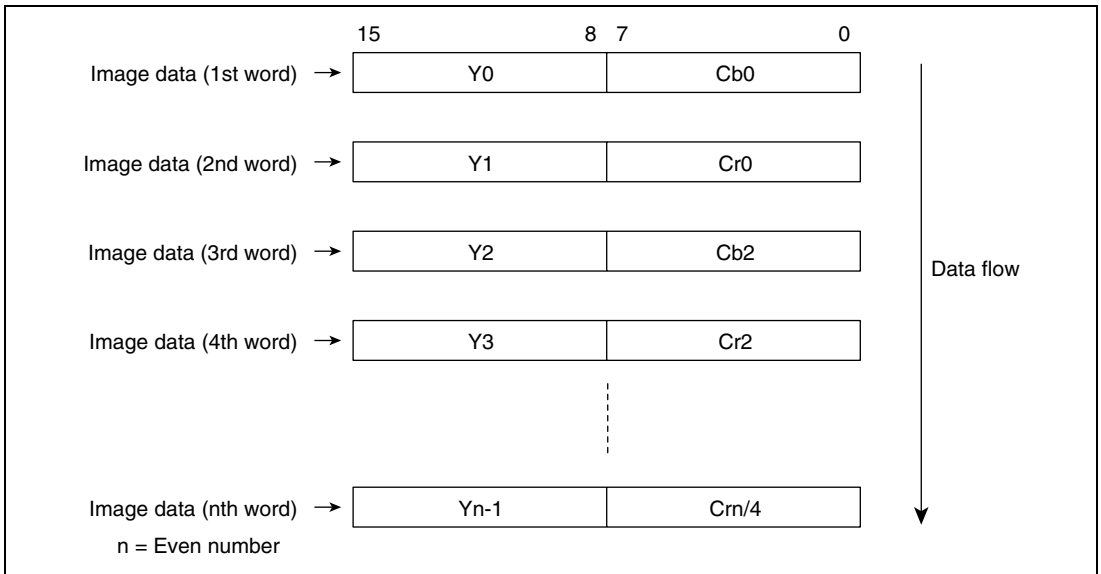 15 8 7 0
Image data (1st word) → Y0 Cb0
Image data (2nd word) → Y1 Cr0
Image data (3rd word) → Y2 Cb2
Data flow
Image data (4th word) → Y3 Cr2
Image data (nth word) → Yn-1 Crn/4
n = Even number